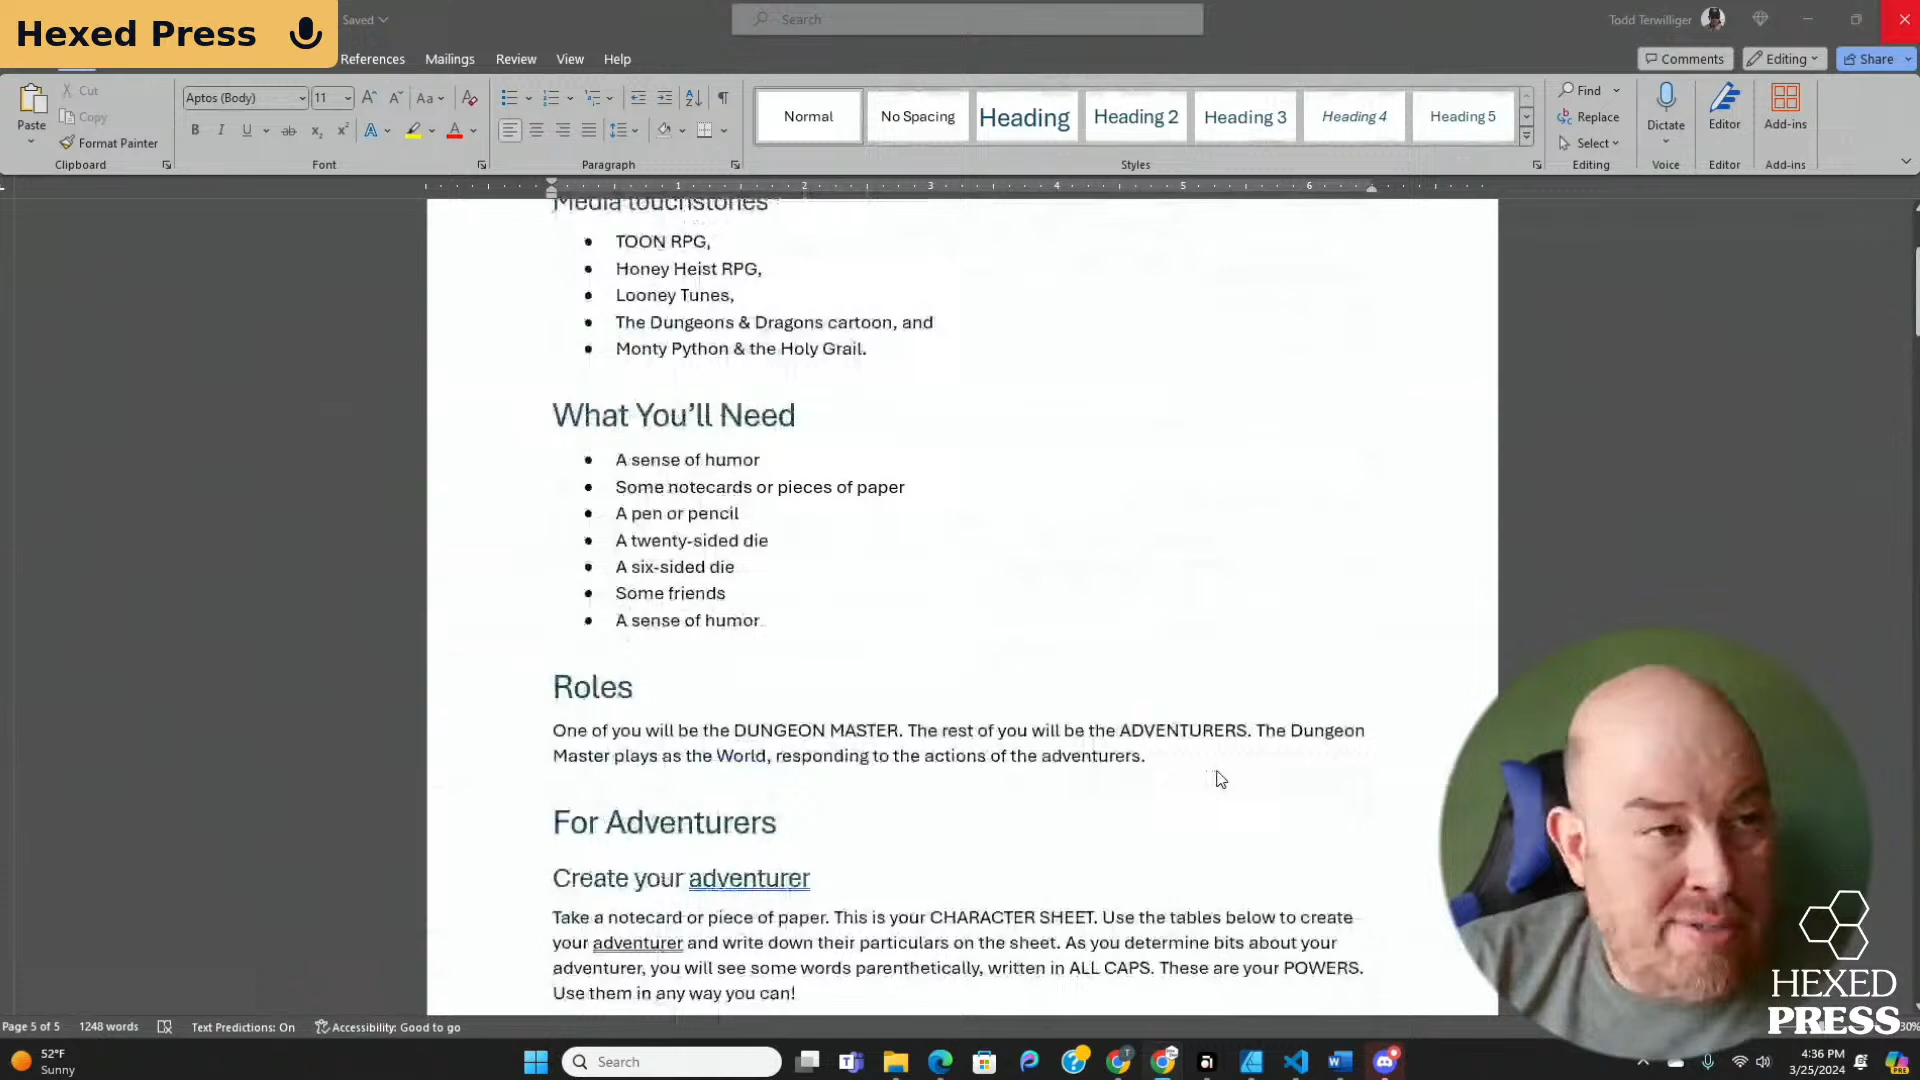 Hexed Press
Saved
Search
Todd Terwilliger
References
Mailings
Review
View
Help
Comments
Editing
Share
Paste
Cut
Copy
Format Painter
Clipboard
Aptos (Body)
11
Font
Paragraph
Normal
No Spacing
Heading
Heading 2
Heading 3
Heading 4
Heading 5
Styles
Find
Replace
Select
Editing
Dictate
Voice
Editor
Editor
Add-ins
Add-ins
1 2 3 4 5 6
Media touchstones
TOON RPG,
Honey Heist RPG,
Looney Tunes,
The Dungeons & Dragons cartoon, and
Monty Python & the Holy Grail.
What You’ll Need
A sense of humor
Some notecards or pieces of paper
A pen or pencil
A twenty-sided die
A six-sided die
Some friends
A sense of humor
Roles
One of you will be the DUNGEON MASTER. The rest of you will be the ADVENTURERS. The Dungeon
Master plays as the World, responding to the actions of the adventurers.
For Adventurers
Create your adventurer
Take a notecard or piece of paper. This is your CHARACTER SHEET. Use the tables below to create
your adventurer and write down their particulars on the sheet. As you determine bits about your
adventurer, you will see some words parenthetically, written in ALL CAPS. These are your POWERS.
Use them in any way you can!
HEXED
PRESS
Page 5 of 5
1248 words
Text Predictions: On
Accessibility: Good to go
52°F
Sunny
Search
4:36 PM
3/25/2024